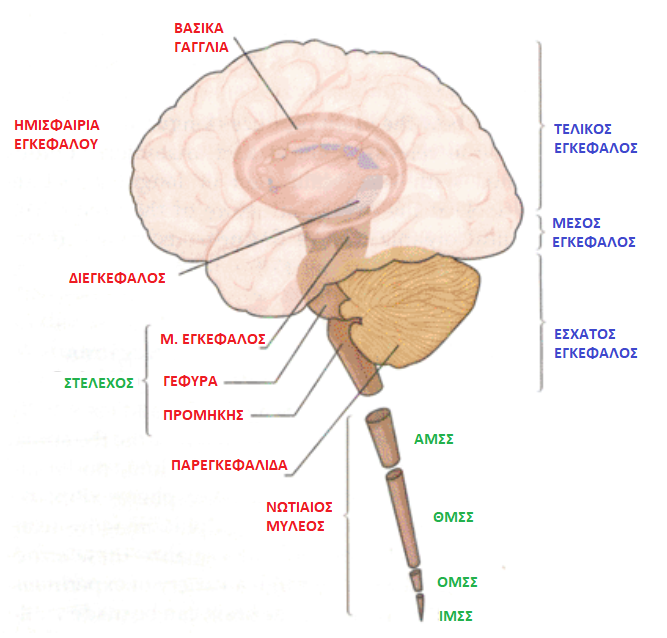 ΒΑΣΙΚΑ
ΓΑΓΓΛΙΑ
ΗΜΙΣΦΑΙΡΙΑ
ΕΓΚΕΦΑΛΟΥ
ΤΕΛΙΚΟΣ
ΕΓΚΕΦΑΛΟΣ
ΜΕΣΟΣ
ΕΓΚΕΦΑΛΟΣ
ΔΙΕΓΚΕΦΑΛΟΣ
Μ. ΕΓΚΕΦΑΛΟΣ
ΕΣΧΑΤΟΣ
ΕΓΚΕΦΑΛΟΣ
ΣΤΕΛΕΧΟΣ
ΓΕΦΥΡΑ
ΠΡΟΜΗΚΗΣ
ΠΑΡΕΓΚΕΦΑΛΙΔΑ
ΑΜΣΣ
ΝΩΤΙΑΙΟΣ
ΜΥΛΕΟΣ
ΘΜΣΣ
ΟΜΣΣ
ΙΜΣΣ